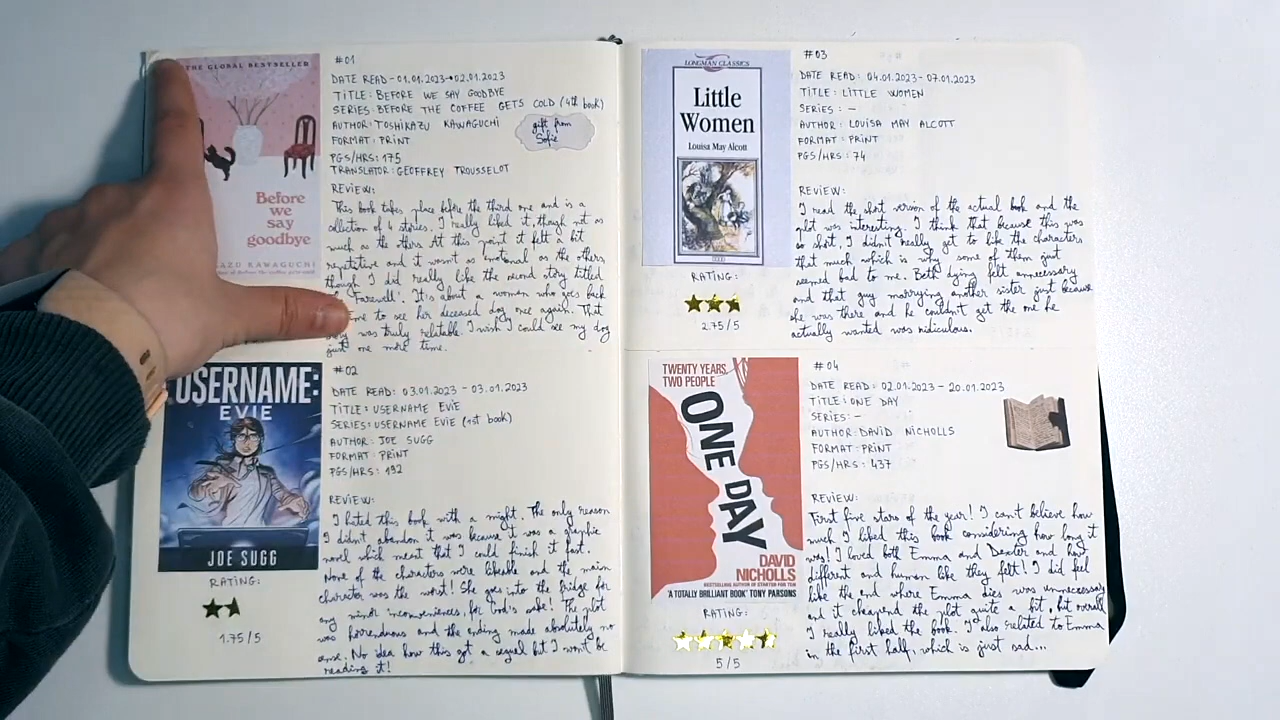 THE GLOBAL BESTSELLER
Before
we
say
goodbye
KAWAGUCHI
#01
DATE READ - 01.01.2023 - 02.01.2023
TITLE: BEFORE WE SAY GOODBYE
SERIES: BEFORE THE COFFEE GETS COLD (4th book)
AUTHOR: TOSHIKAZU KAWAGUCHI
FORMAT: PRINT
PGS/HRS: 175
TRANSLATOR: GEOFFREY TROUSSELOT
gift from
Sofie
REVIEW:
This book takes place before the third one and is a
collection of 4 stories. I really liked it, though not as
much as the others. At this point it felt a bit
repetitive and it wasn't as emotional as the others
though I did really like the second story titled
"Farewell". It's about a women who goes back
time to see her deceased dog once again. That
story was truly relitable. I wish I could see my dog
just one more time.
USERNAME:
EVIE
JOE SUGG
RATING:
1.75/5
#02
DATE READ: 03.01.2023 - 03.01.2023
TITLE: USERNAME EVIE
SERIES: USERNAME EVIE (1st book)
AUTHOR: JOE SUGG
FORMAT: PRINT
PGS/HRS: 192
REVIEW:
I hated this book with a might. The only reason
I didn't abandon it was because it was a graphic
novel which meant that I could finish it fast.
None of the characters were likeable and the main
character was the worst! She goes into the bridge for
any minor inconveniences, for God's sake! The plot
was horrendous and the ending made absolutely no
sense. No idea how this got a sequel but I won't be
reading it!
LONGMAN CLASSICS
Little
Women
Louisa May Alcott
RATING:
2.75/5
#03
DATE READ: 04.01.2023 - 07.01.2023
TITLE: LITTLE WOMEN
SERIES: -
AUTHOR: LOUISA MAY ALCOTT
FORMAT: PRINT
PGS/HRS: 74
REVIEW:
I read the short version of the actual book and the
plot was interesting. I think that because this was
so short, I didn't really get to like the characters
that much which is why some of them just
seemed bad to me. Beth dying felt unnecessary
and that guy marrying another sister just because
she was there and he couldn't get the one he
actually wanted was ridiculous.
TWENTY YEARS,
TWO PEOPLE
ONE DAY
DAVID
NICHOLLS
BESTSELLING AUTHOR OF STARTER FOR TEN
'A TOTALLY BRILLIANT BOOK' TONY PARSONS
RATING:
5/5
#04
DATE READ: 02.01.2023 - 20.01.2023
TITLE: ONE DAY
SERIES: -
AUTHOR: DAVID NICHOLLS
FORMAT: PRINT
PGS/HRS: 437
REVIEW:
First five stars of the year! I can't believe how
much I liked this book considering how long it
was! I loved both Emma and Dexter and how
different and human like they felt! I did feel
like the end where Emma dies was unnecessary
and it cheapend the plot quite a bit, but overall
I really liked the book. I also related to Emma
in the first half, which is just sad...